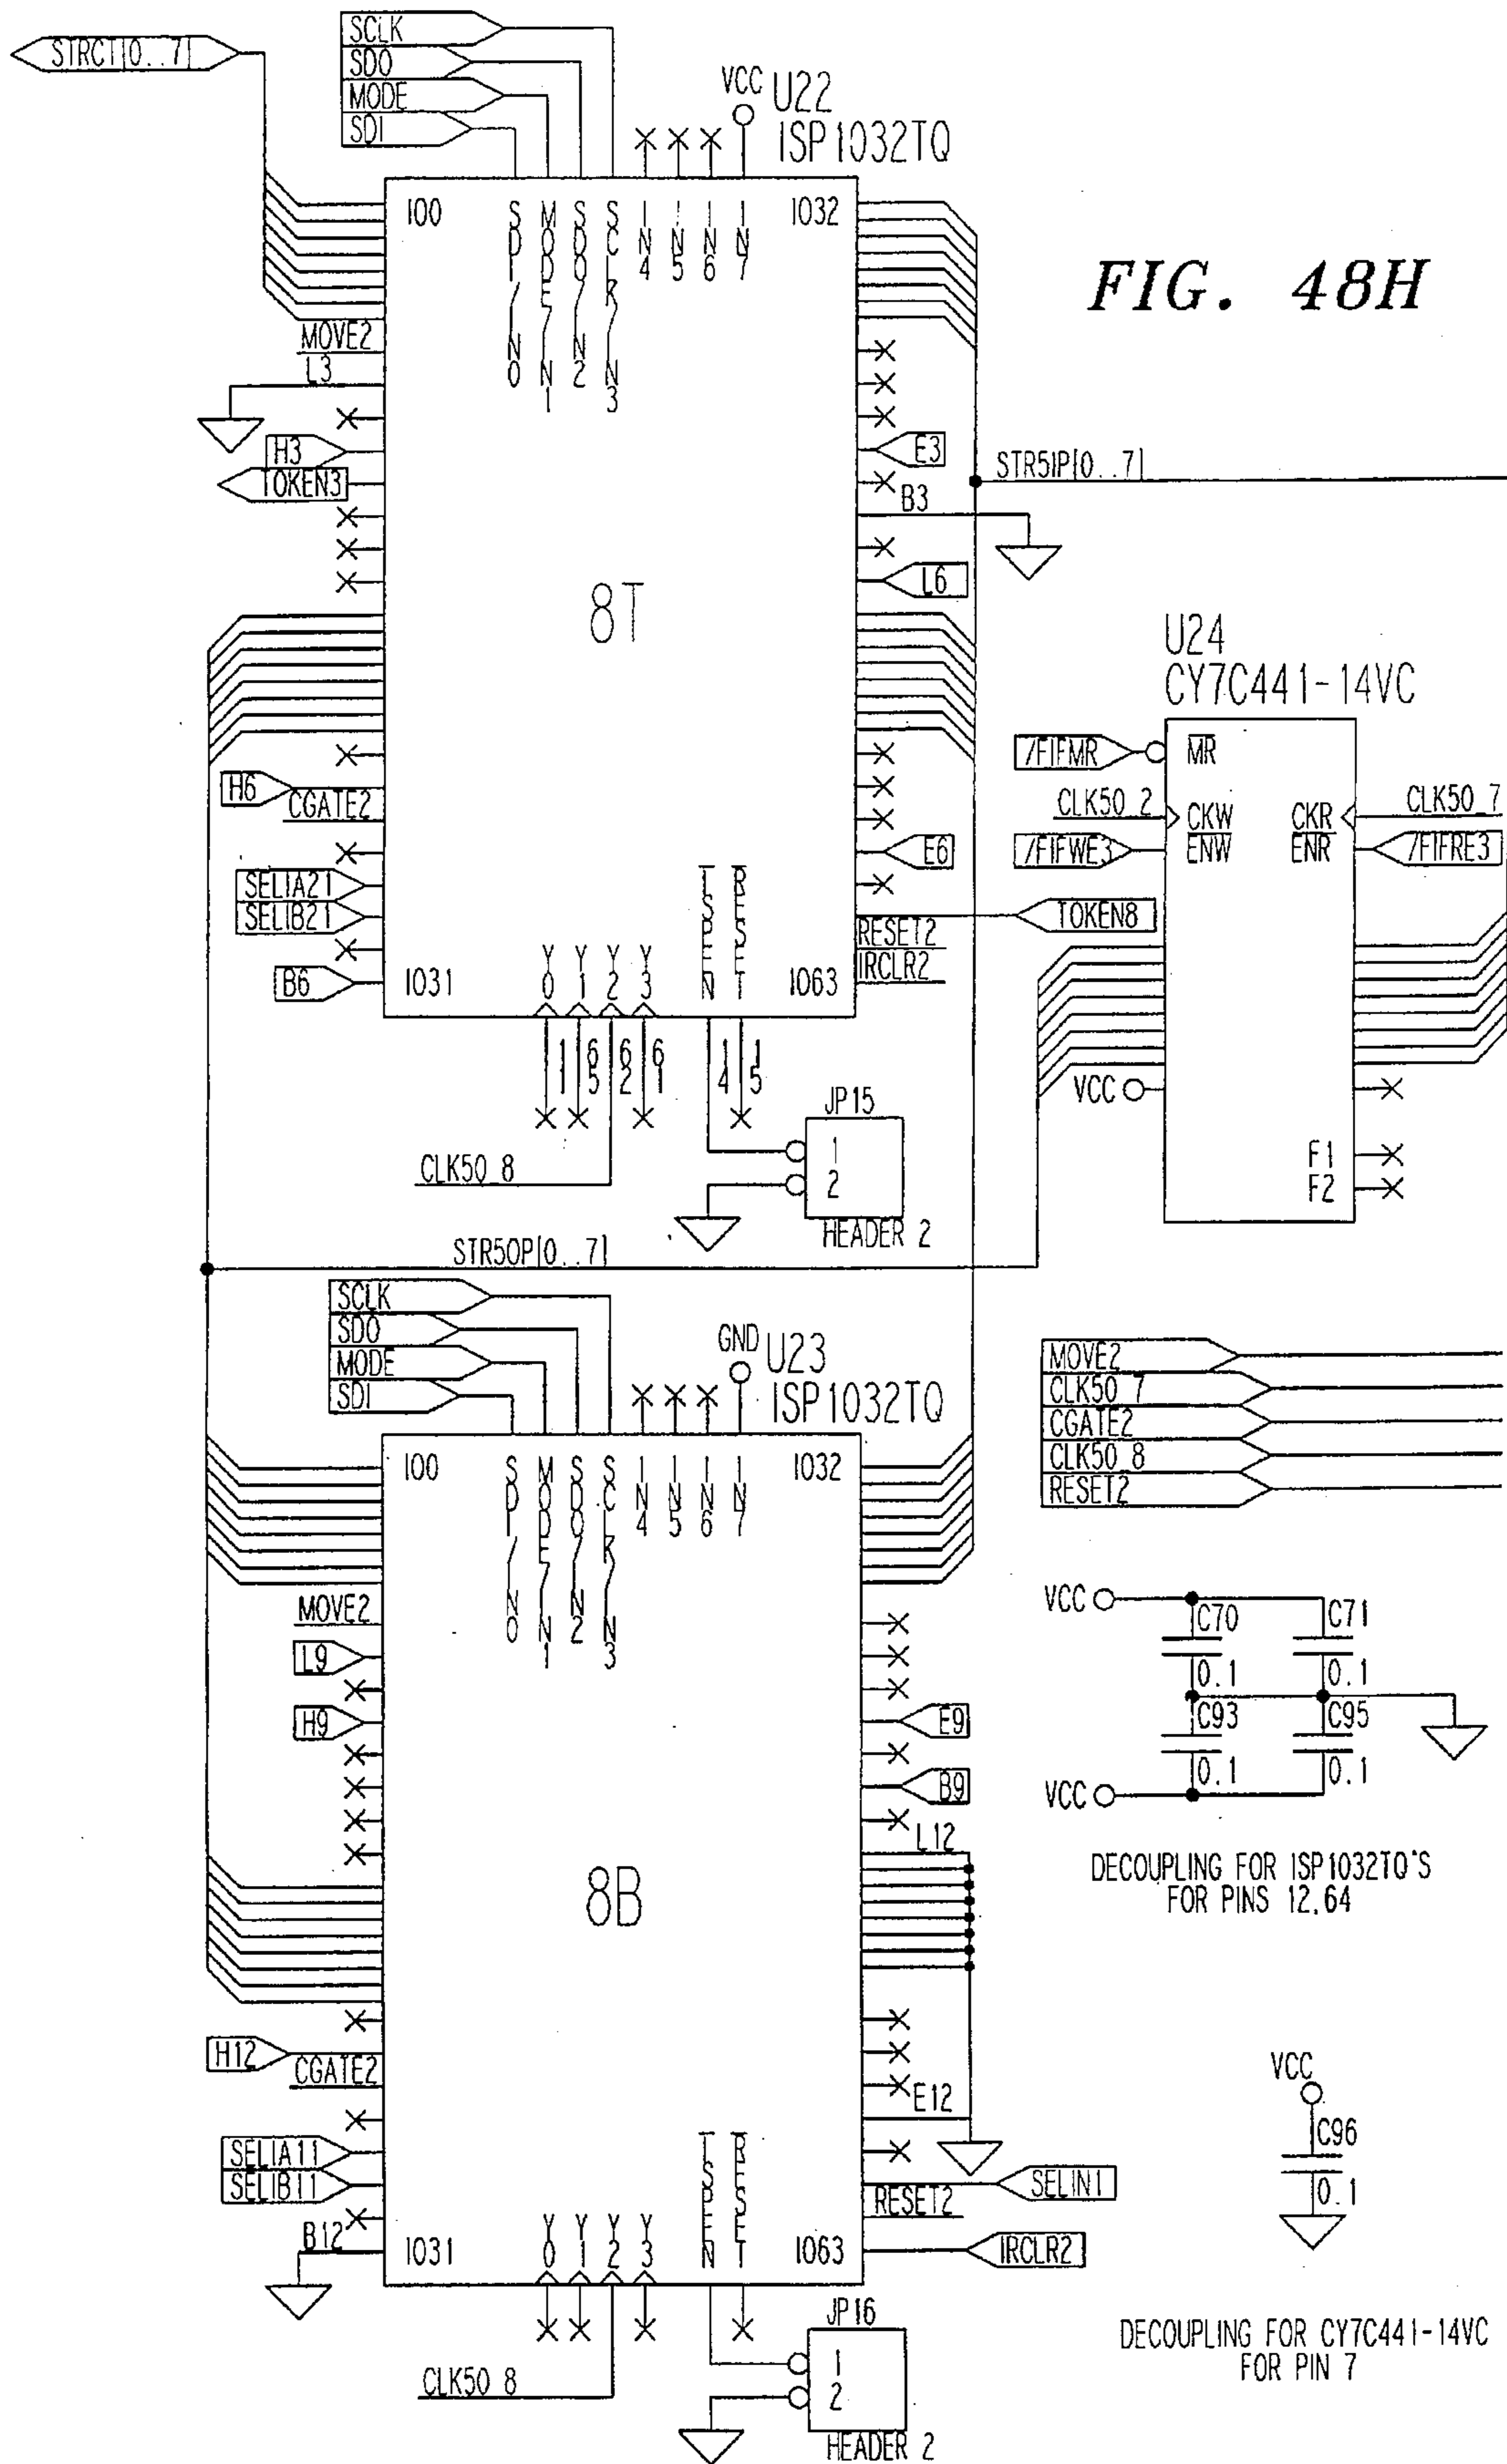 STRCT[0..7]
SCLK
SDO
MODE
SDI
VCC
U22
ISP1032TQ
IO0
SDI/IN0
MODE/IN1
SDO/IN2
SCLK/IN3
IN4
IN5
IN6
IN7
IO32
FIG. 48H
MOVE2
L3
H3
TOKEN3
E3
B3
L6
STR5IP[0..7]
8T
U24
CY7C441-14VC
/FIFMR
MR
CLK50_2
CKW
CKR
CLK50_7
/FIFWE3
ENW
ENR
/FIFRE3
VCC
F1
F2
H6
CGATE2
SELIA21
SELIB21
B6
IO31
Y0
Y1
Y2
Y3
ISPEN
RESET
IO63
E6
TOKEN8
RESET2
IRCLR2
11
65
62
61
14
15
CLK50_8
JP15
1
2
HEADER 2
STR5OP[0..7]
SCLK
SDO
MODE
SDI
GND
U23
ISP1032TQ
IO0
SDI/IN0
MODE/IN1
SDO/IN2
SCLK/IN3
IN4
IN5
IN6
IN7
IO32
MOVE2
CLK50_7
CGATE2
CLK50_8
RESET2
MOVE2
L9
H9
E9
B9
L12
8B
VCC
C70
0.1
C71
0.1
C93
0.1
C95
0.1
VCC
DECOUPLING FOR ISP1032TQ'S
FOR PINS 12,64
H12
CGATE2
SELIA11
SELIB11
B12
IO31
Y0
Y1
Y2
Y3
ISPEN
RESET
IO63
E12
SELIN1
RESET2
IRCLR2
CLK50_8
JP16
1
2
HEADER 2
VCC
C96
0.1
DECOUPLING FOR CY7C441-14VC
FOR PIN 7